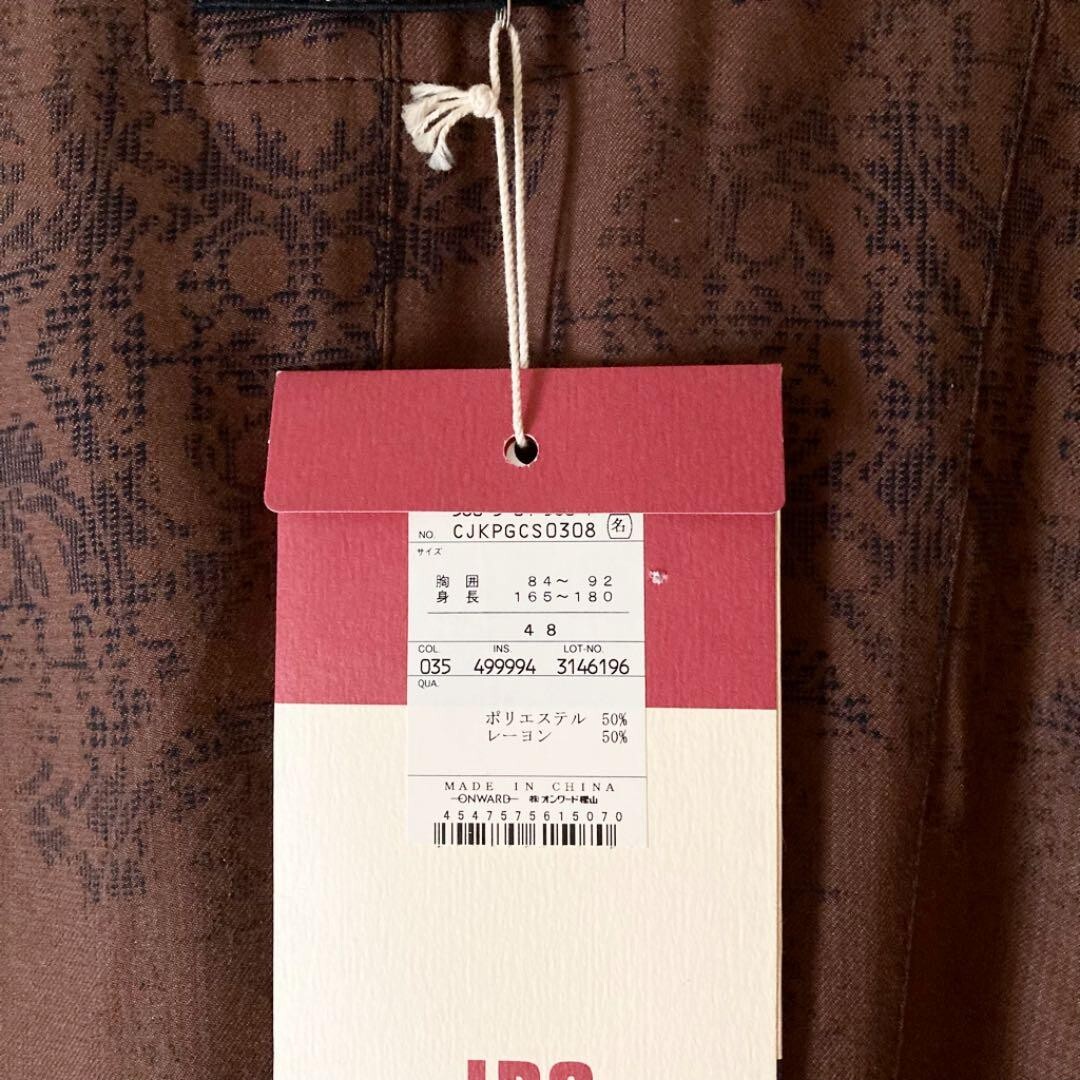 NO. CJKPGCS0308 名
サイズ
胸 囲 84～ 92
身 長 165～180
48
COL. INS. LOT-NO.
035 499994 3146196
QUA.
ポリエステル 50%
レーヨン 50%
MADE IN CHINA
ONWARD ㈱オンワード樫山
4547575615070